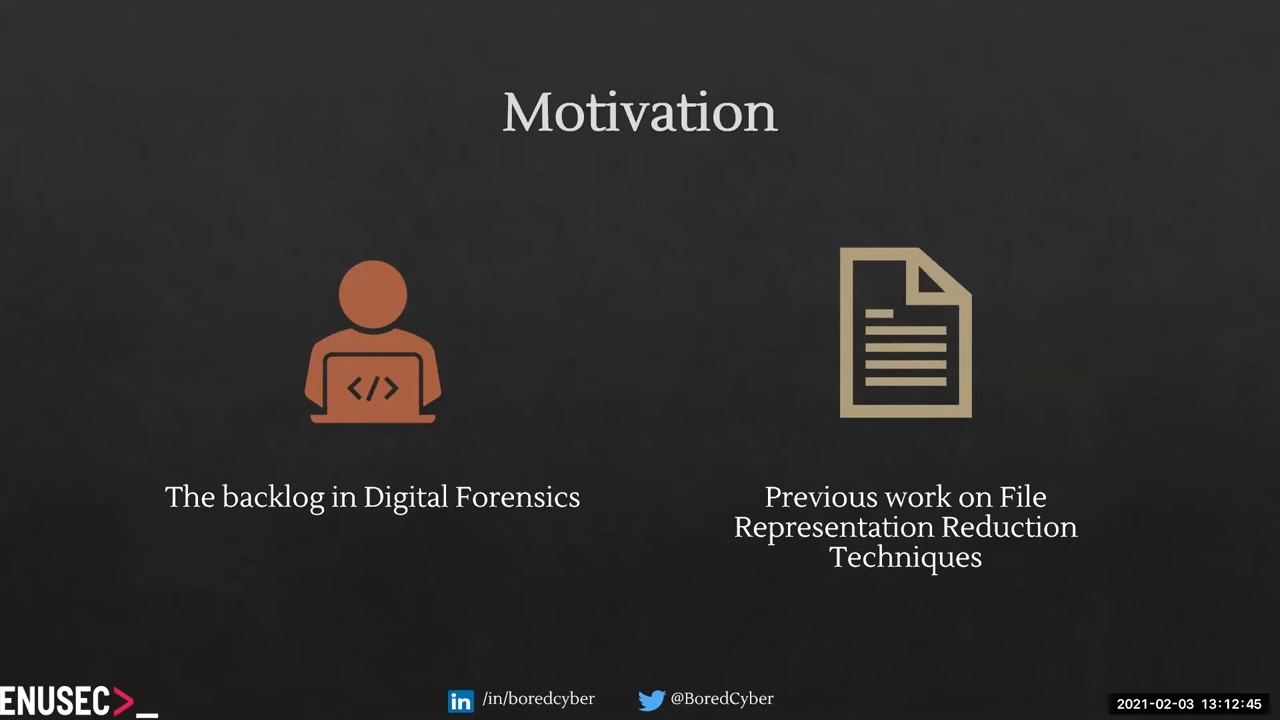 Motivation
</>
The backlog in Digital Forensics
Previous work on File
Representation Reduction
Techniques
ENUSEC>_
in /in/boredcyber
@BoredCyber
2021-02-03 13:12:45